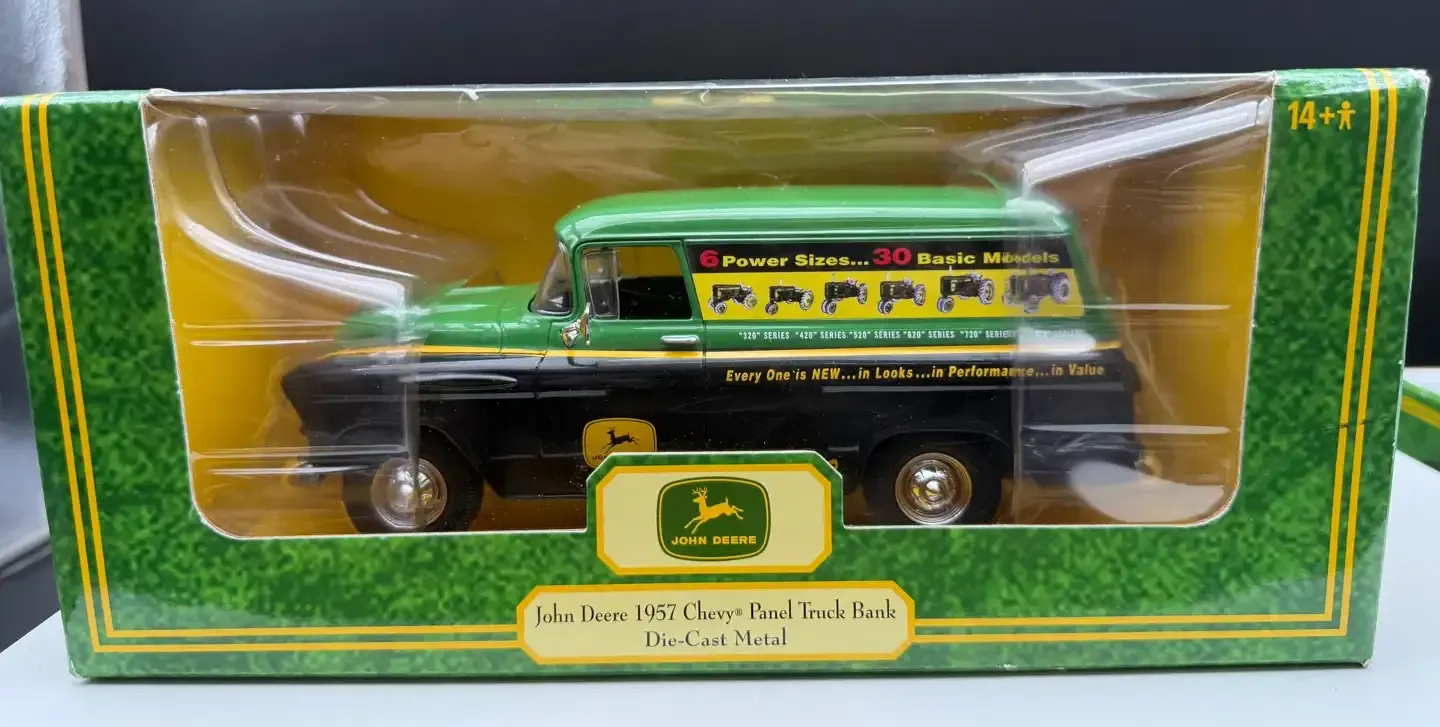 14+
6 Power Sizes... 30 Basic Models
"320" SERIES "420" SERIES "520" SERIES "620" SERIES "720" SERIES
Every One is NEW...in Looks...in Performance...in Value
JOHN DEERE
John Deere 1957 Chevy® Panel Truck Bank
Die-Cast Metal